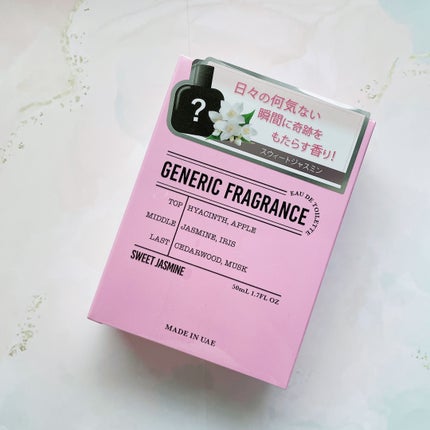 ?
日々の何気ない
瞬間に奇跡を
もたらす香り!
スウィートジャスミン
GENERIC FRAGRANCE
EAU DE TOILETTE
TOP HYACINTH, APPLE
MIDDLE JASMINE, IRIS
LAST CEDARWOOD, MUSK
SWEET JASMINE
50mL 1.7FL OZ
MADE IN UAE